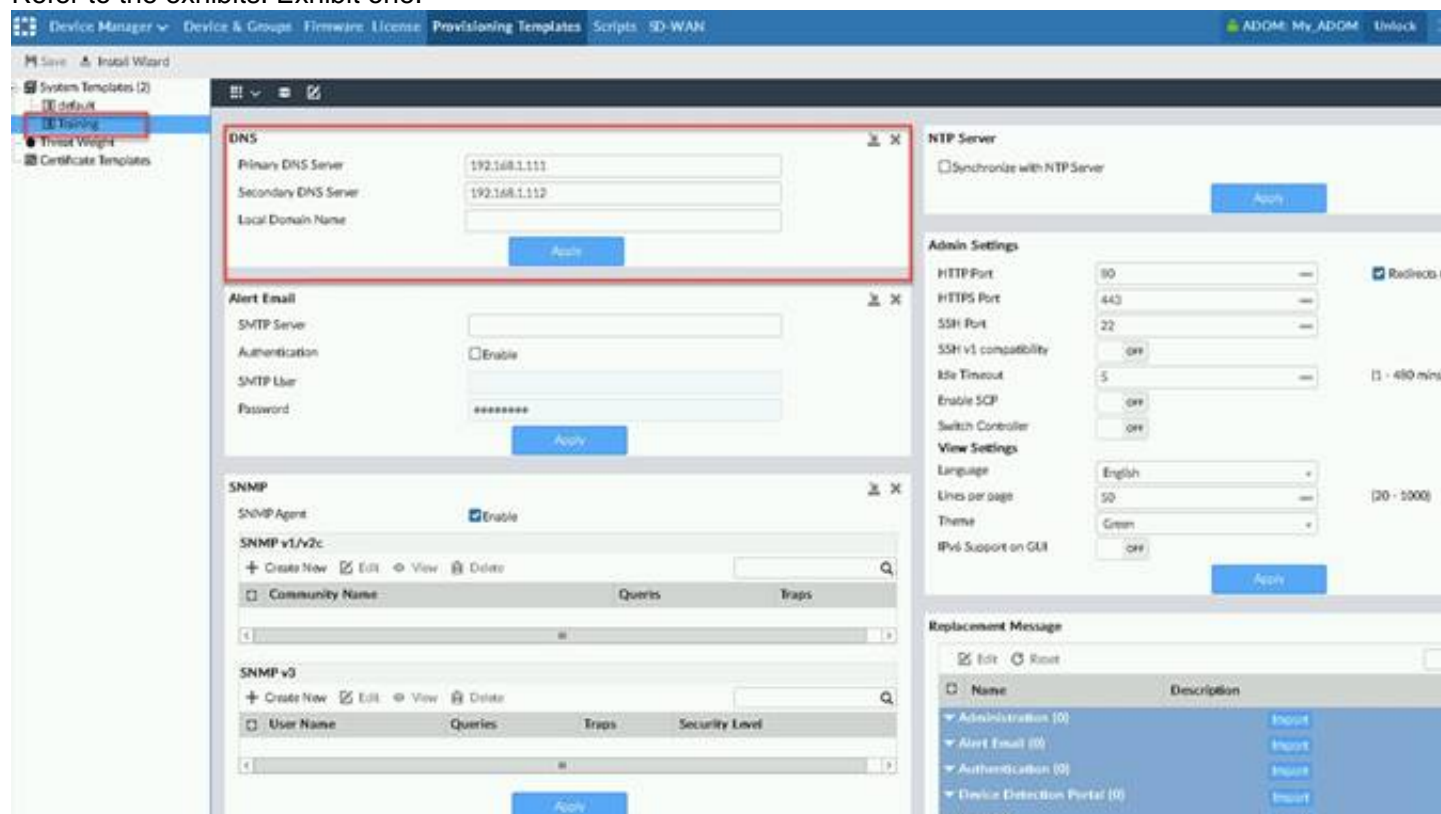 Refer to the exhibits. Exhibit one.
Device Manager Device & Groups Firmware License Provisioning Templates Scripts SD-WAN ADOM: My_ADOM Unlock
Save Install Wizard
System Templates (2)
default
Training
Threat Weight
Certificate Templates
DNS
Primary DNS Server 192.168.1.111
Secondary DNS Server 192.168.1.112
Local Domain Name
Apply
Alert Email
SMTP Server
Authentication Enable
SMTP User
Password ••••••••
Apply
SNMP
SNMP Agent Enable
SNMP v1/v2c
+ Create New Edit View Delete
Community Name Queries Traps
SNMP v3
+ Create New Edit View Delete
User Name Queries Traps Security Level
Apply
NTP Server
Synchronize with NTP Server
Apply
Admin Settings
HTTP Port 80 Redirects
HTTPS Port 443
SSH Port 22
SSH v1 compatibility OFF
Idle Timeout 5 (1 - 480 mins
Enable SCP OFF
Switch Controller OFF
View Settings
Language English
Lines per page 50 (20 - 1000)
Theme Green
IPv6 Support on GUI OFF
Apply
Replacement Message
Edit Reset
Name Description
Administration (0) Import
Alert Email (0) Import
Authentication (0) Import
Device Detection Portal (0) Import